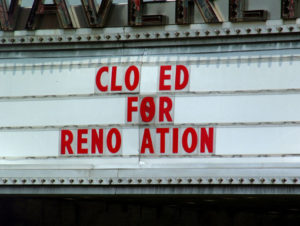 CLO ED
FOR
RENO ATION